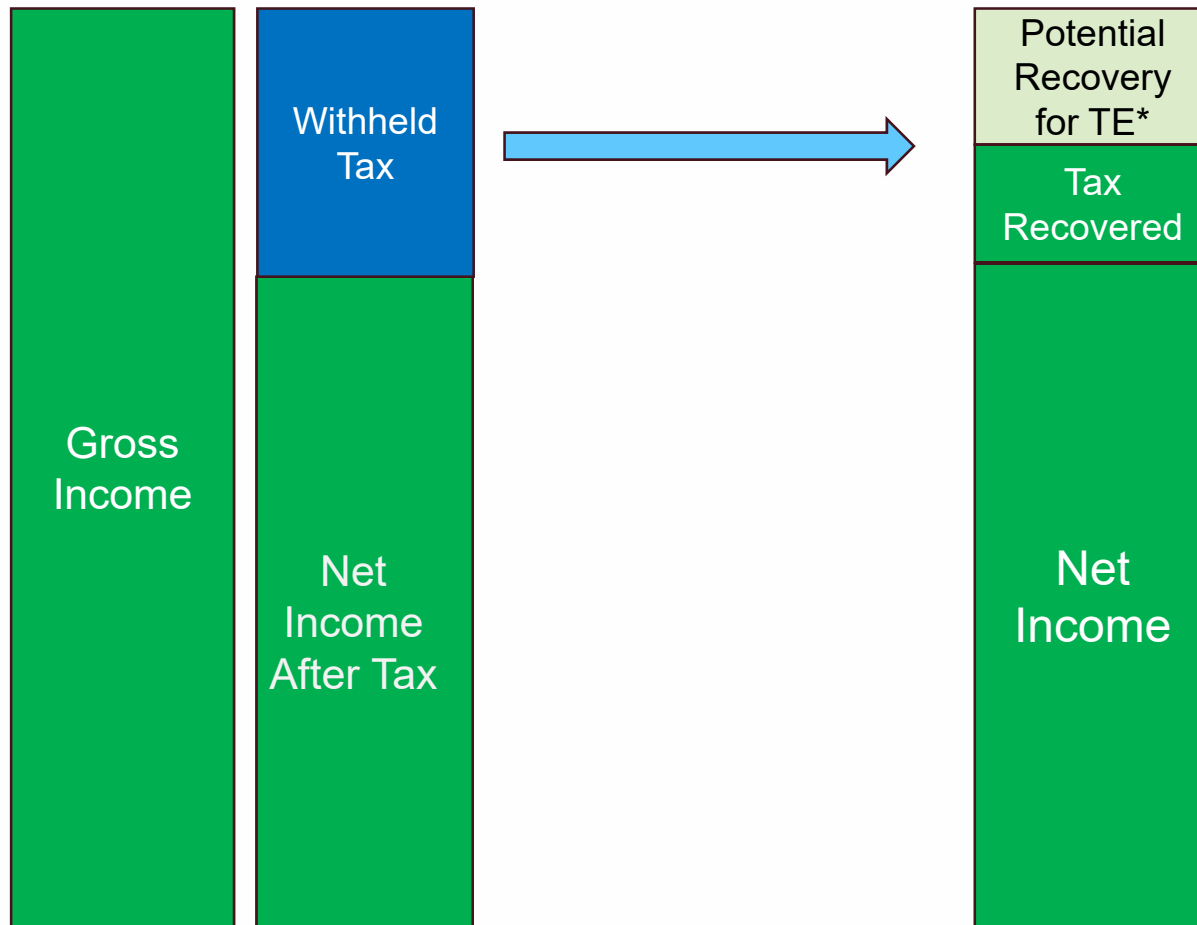 Gross
Income
Withheld
Tax
Net
Income
After Tax
Potential
Recovery
for TE*
Tax
Recovered
Net
Income